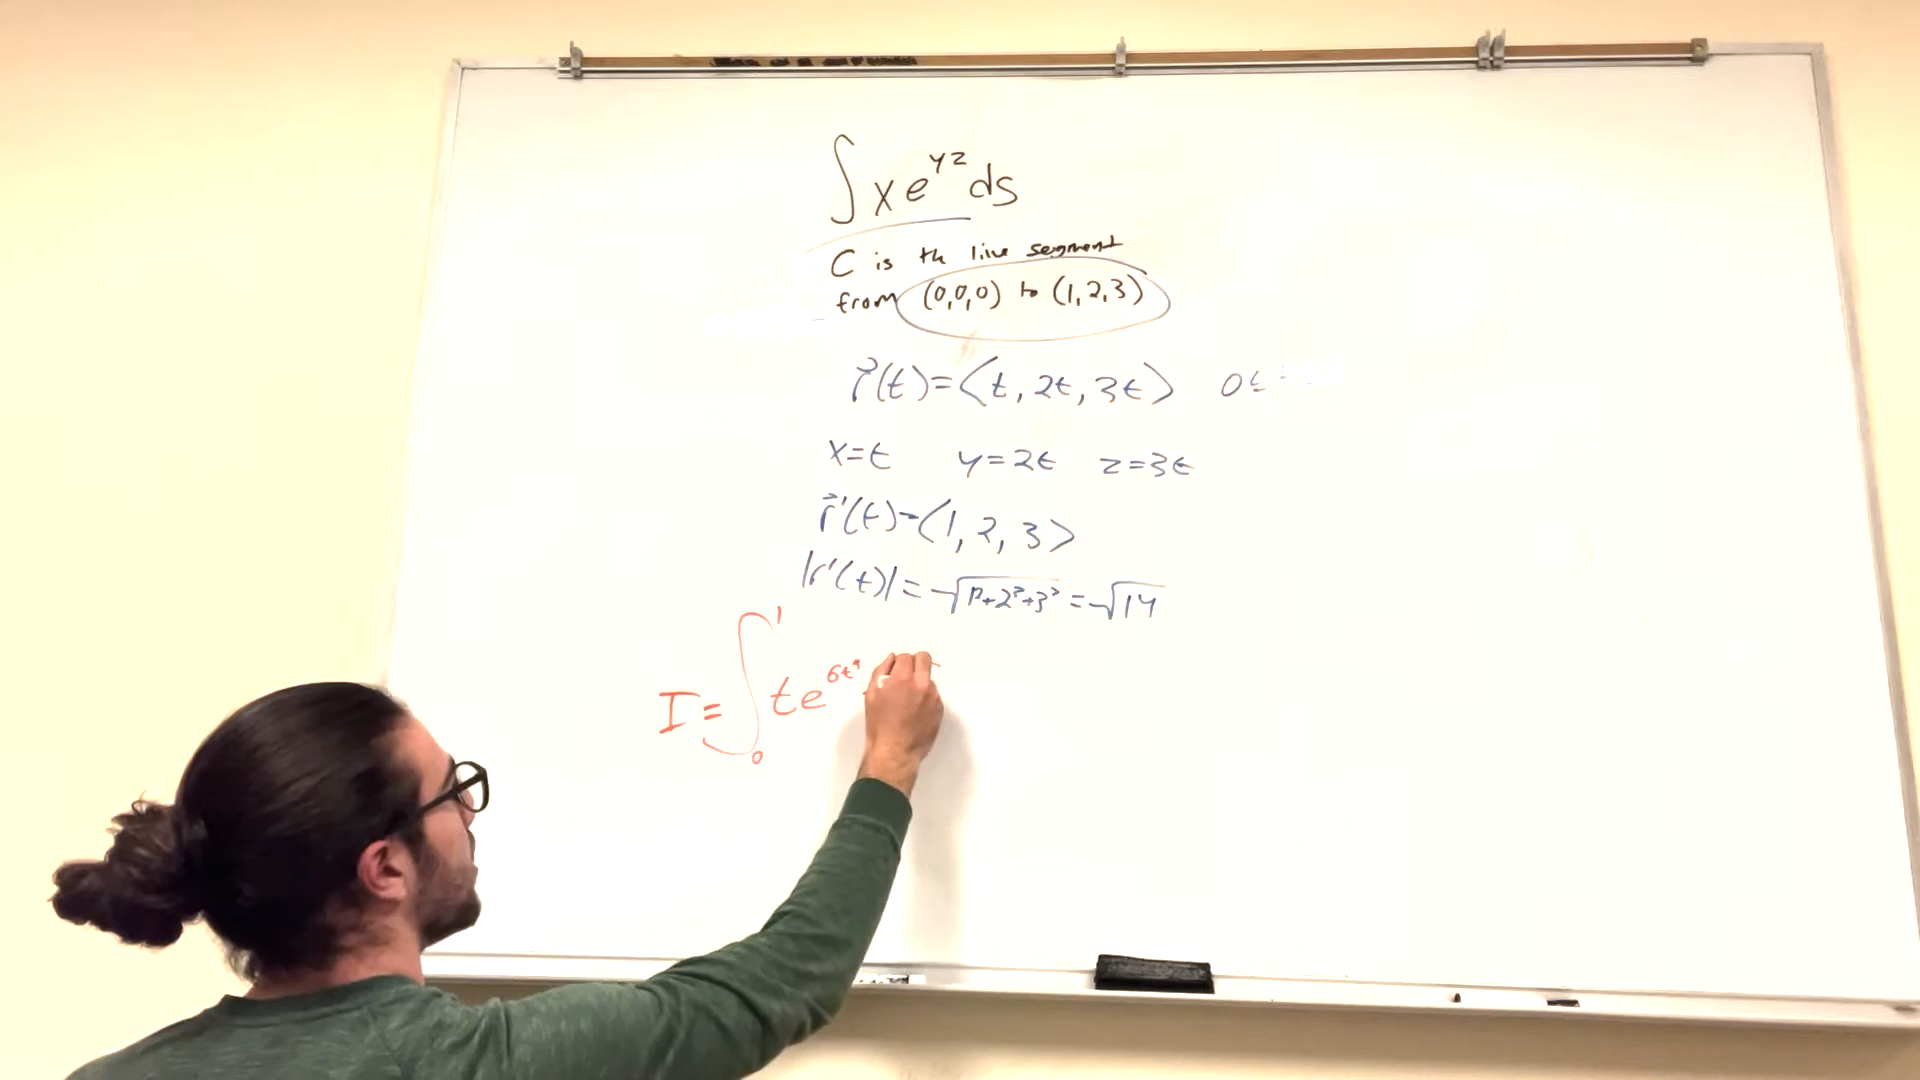 ∫ x e^{yz} ds
C is the line segment
from (0,0,0) to (1,2,3)
r⃗(t)=⟨t, 2t, 3t⟩ 0≤
x=t y=2t z=3t
r⃗'(t)=⟨1, 2, 3⟩
|r'(t)| = √(1²+2²+3²) = √14
I = ∫₀¹ t e^{6t²}